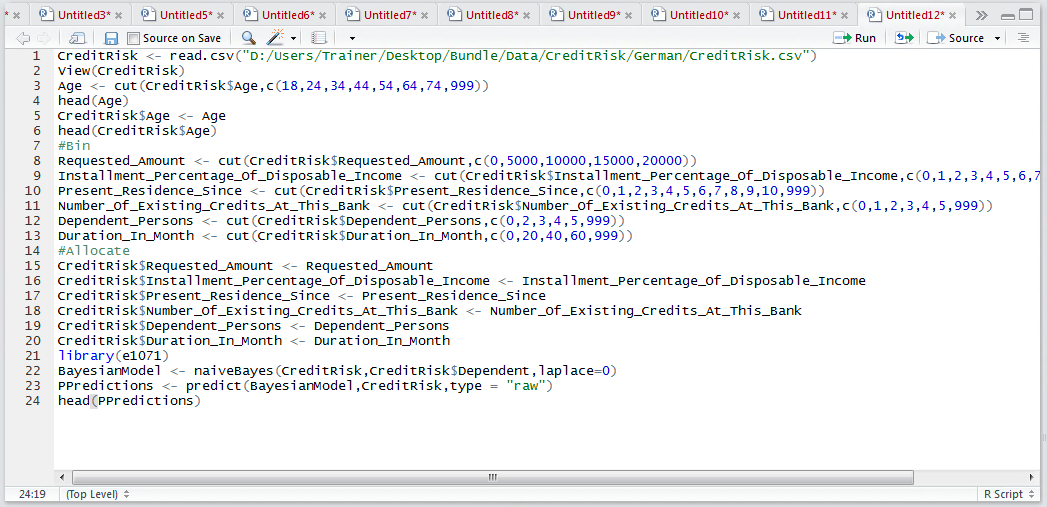 * × Untitled3* × Untitled5* × Untitled6* × Untitled7* × Untitled8* × Untitled9* × Untitled10* × Untitled11* × Untitled12* ×
Source on Save Run Source
1 CreditRisk <- read.csv("D:/Users/Trainer/Desktop/Bundle/Data/CreditRisk/German/CreditRisk.csv")
2 View(CreditRisk)
3 Age <- cut(CreditRisk$Age,c(18,24,34,44,54,64,74,999))
4 head(Age)
5 CreditRisk$Age <- Age
6 head(CreditRisk$Age)
7 #Bin
8 Requested_Amount <- cut(CreditRisk$Requested_Amount,c(0,5000,10000,15000,20000))
9 Installment_Percentage_Of_Disposable_Income <- cut(CreditRisk$Installment_Percentage_Of_Disposable_Income,c(0,1,2,3,4,5,6,7
10 Present_Residence_Since <- cut(CreditRisk$Present_Residence_Since,c(0,1,2,3,4,5,6,7,8,9,10,999))
11 Number_Of_Existing_Credits_At_This_Bank <- cut(CreditRisk$Number_Of_Existing_Credits_At_This_Bank,c(0,1,2,3,4,5,999))
12 Dependent_Persons <- cut(CreditRisk$Dependent_Persons,c(0,2,3,4,5,999))
13 Duration_In_Month <- cut(CreditRisk$Duration_In_Month,c(0,20,40,60,999))
14 #Allocate
15 CreditRisk$Requested_Amount <- Requested_Amount
16 CreditRisk$Installment_Percentage_Of_Disposable_Income <- Installment_Percentage_Of_Disposable_Income
17 CreditRisk$Present_Residence_Since <- Present_Residence_Since
18 CreditRisk$Number_Of_Existing_Credits_At_This_Bank <- Number_Of_Existing_Credits_At_This_Bank
19 CreditRisk$Dependent_Persons <- Dependent_Persons
20 CreditRisk$Duration_In_Month <- Duration_In_Month
21 library(e1071)
22 BayesianModel <- naiveBayes(CreditRisk,CreditRisk$Dependent,laplace=0)
23 PPredictions <- predict(BayesianModel,CreditRisk,type = "raw")
24 head(PPredictions)
24:19 (Top Level) R Script